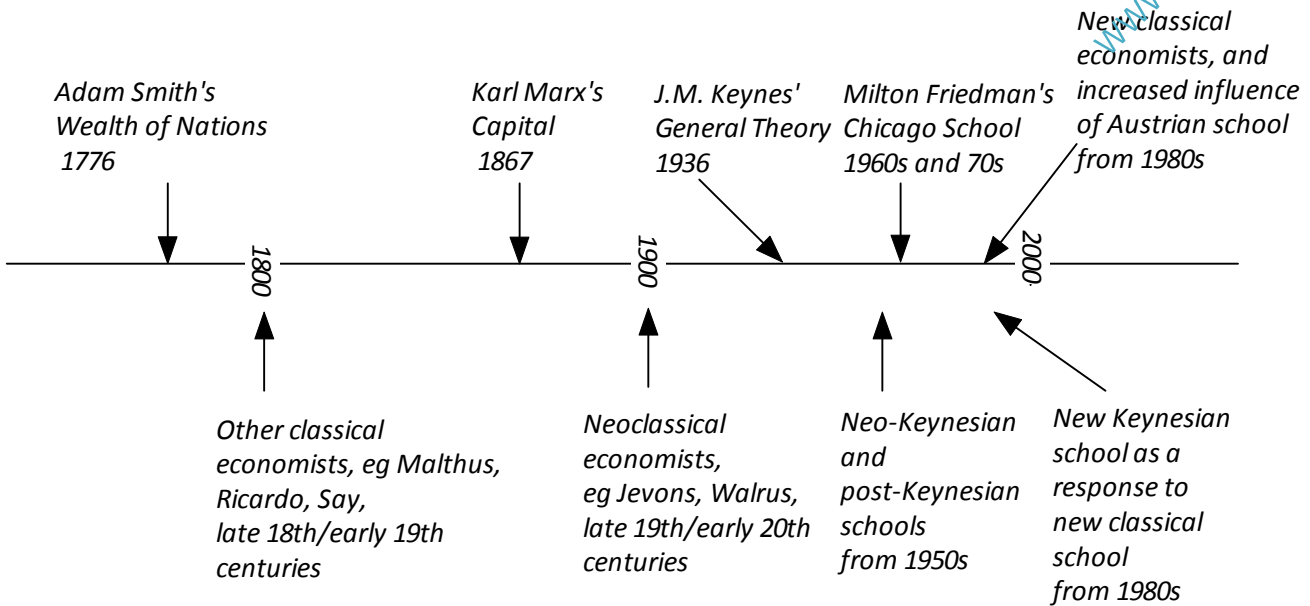 Adam Smith's
Wealth of Nations
1776
Karl Marx's
Capital
1867
J.M. Keynes'
General Theory
1936
Milton Friedman's
Chicago School
1960s and 70s
New classical
economists, and
increased influence
of Austrian school
from 1980s
www
1800
1900
2000
Other classical
economists, eg Malthus,
Ricardo, Say,
late 18th/early 19th
centuries
Neoclassical
economists,
eg Jevons, Walrus,
late 19th/early 20th
centuries
Neo-Keynesian
and
post-Keynesian
schools
from 1950s
New Keynesian
school as a
response to
new classical
school
from 1980s